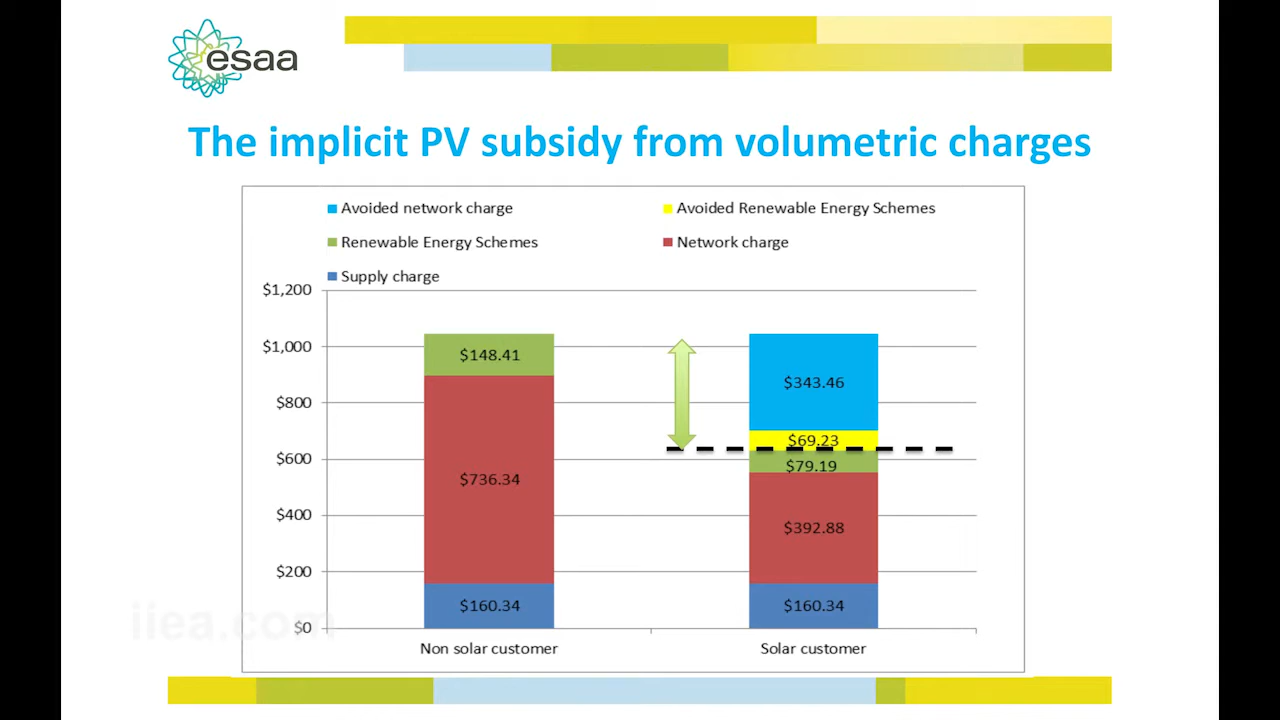 esaa
The implicit PV subsidy from volumetric charges
Avoided network charge Avoided Renewable Energy Schemes
Renewable Energy Schemes Network charge
Supply charge
$1,200
$1,000
$800
$600
$400
$200
$0
$148.41
$736.34
$160.34
$343.46
$69.23
$79.19
$392.88
$160.34
Non solar customer Solar customer
iiea.com